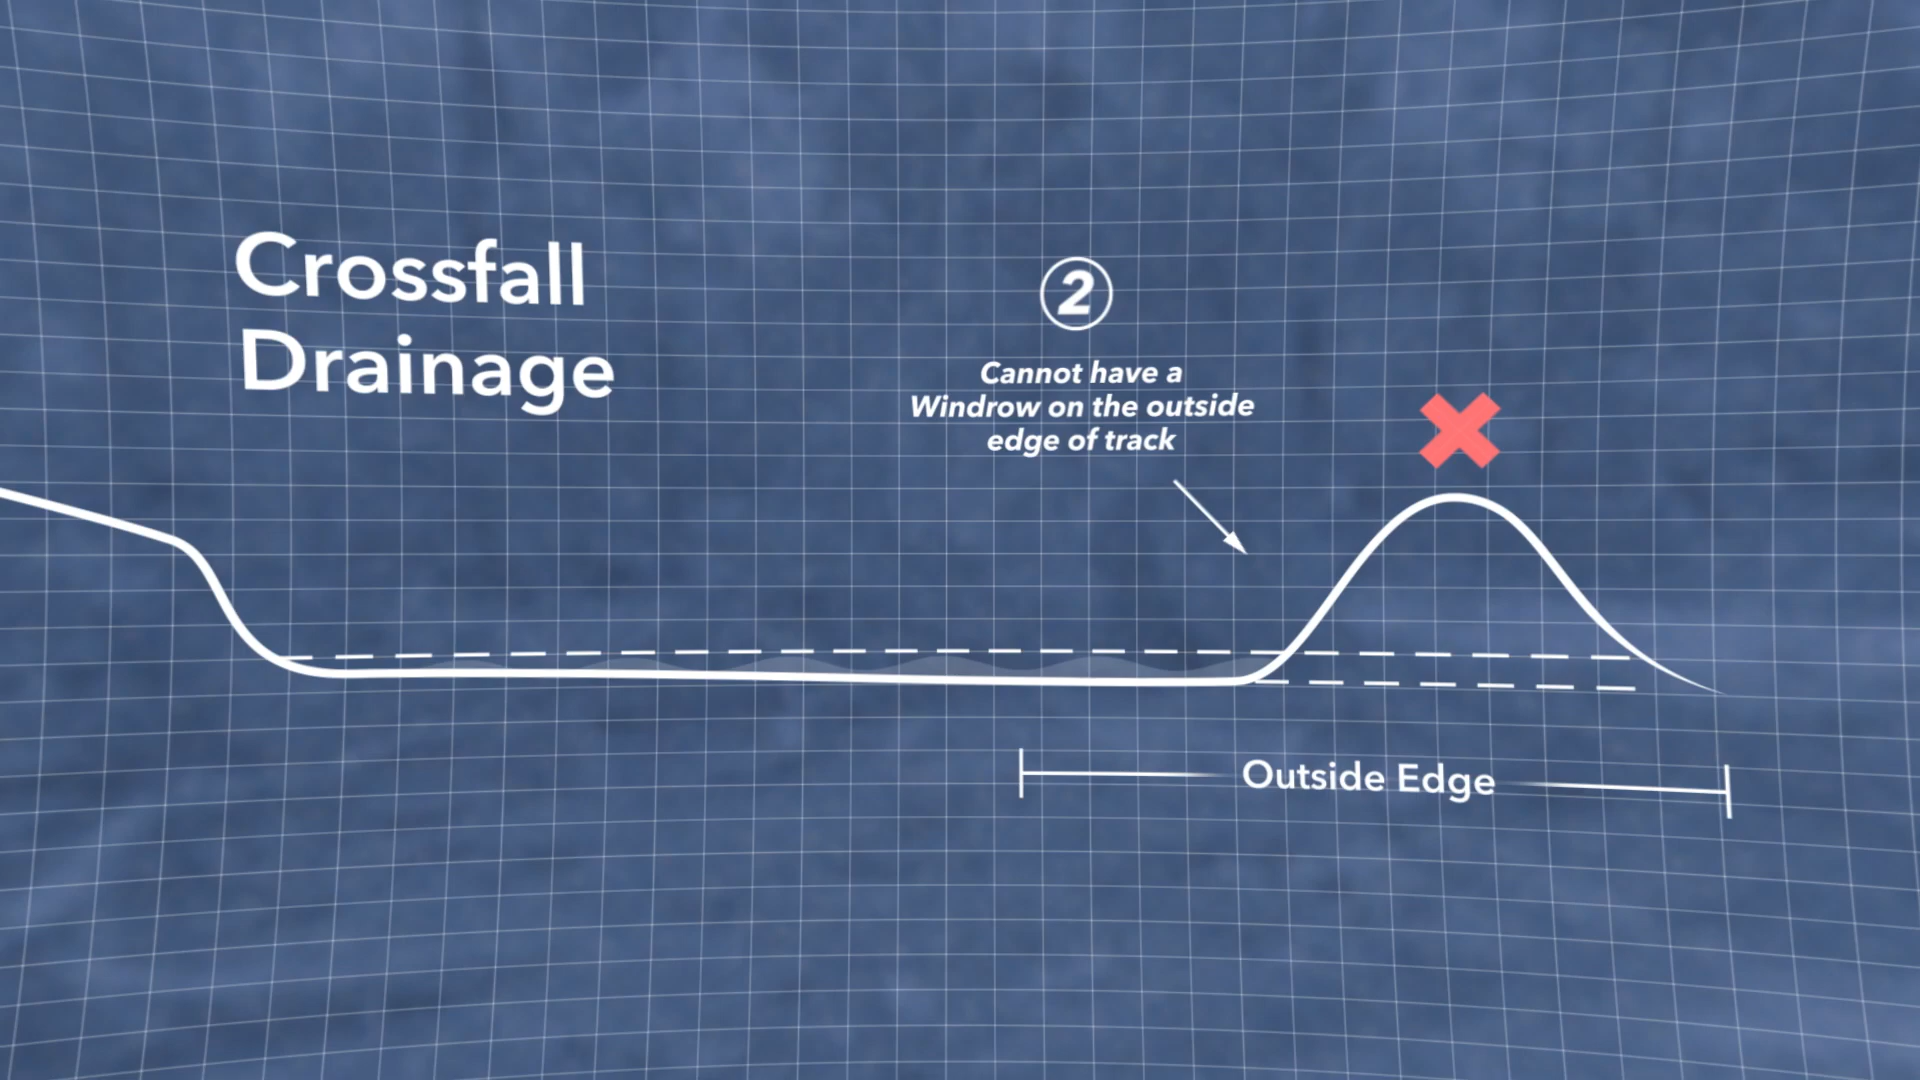 Crossfall
Drainage
2
Cannot have a
Windrow on the outside
edge of track
Outside Edge